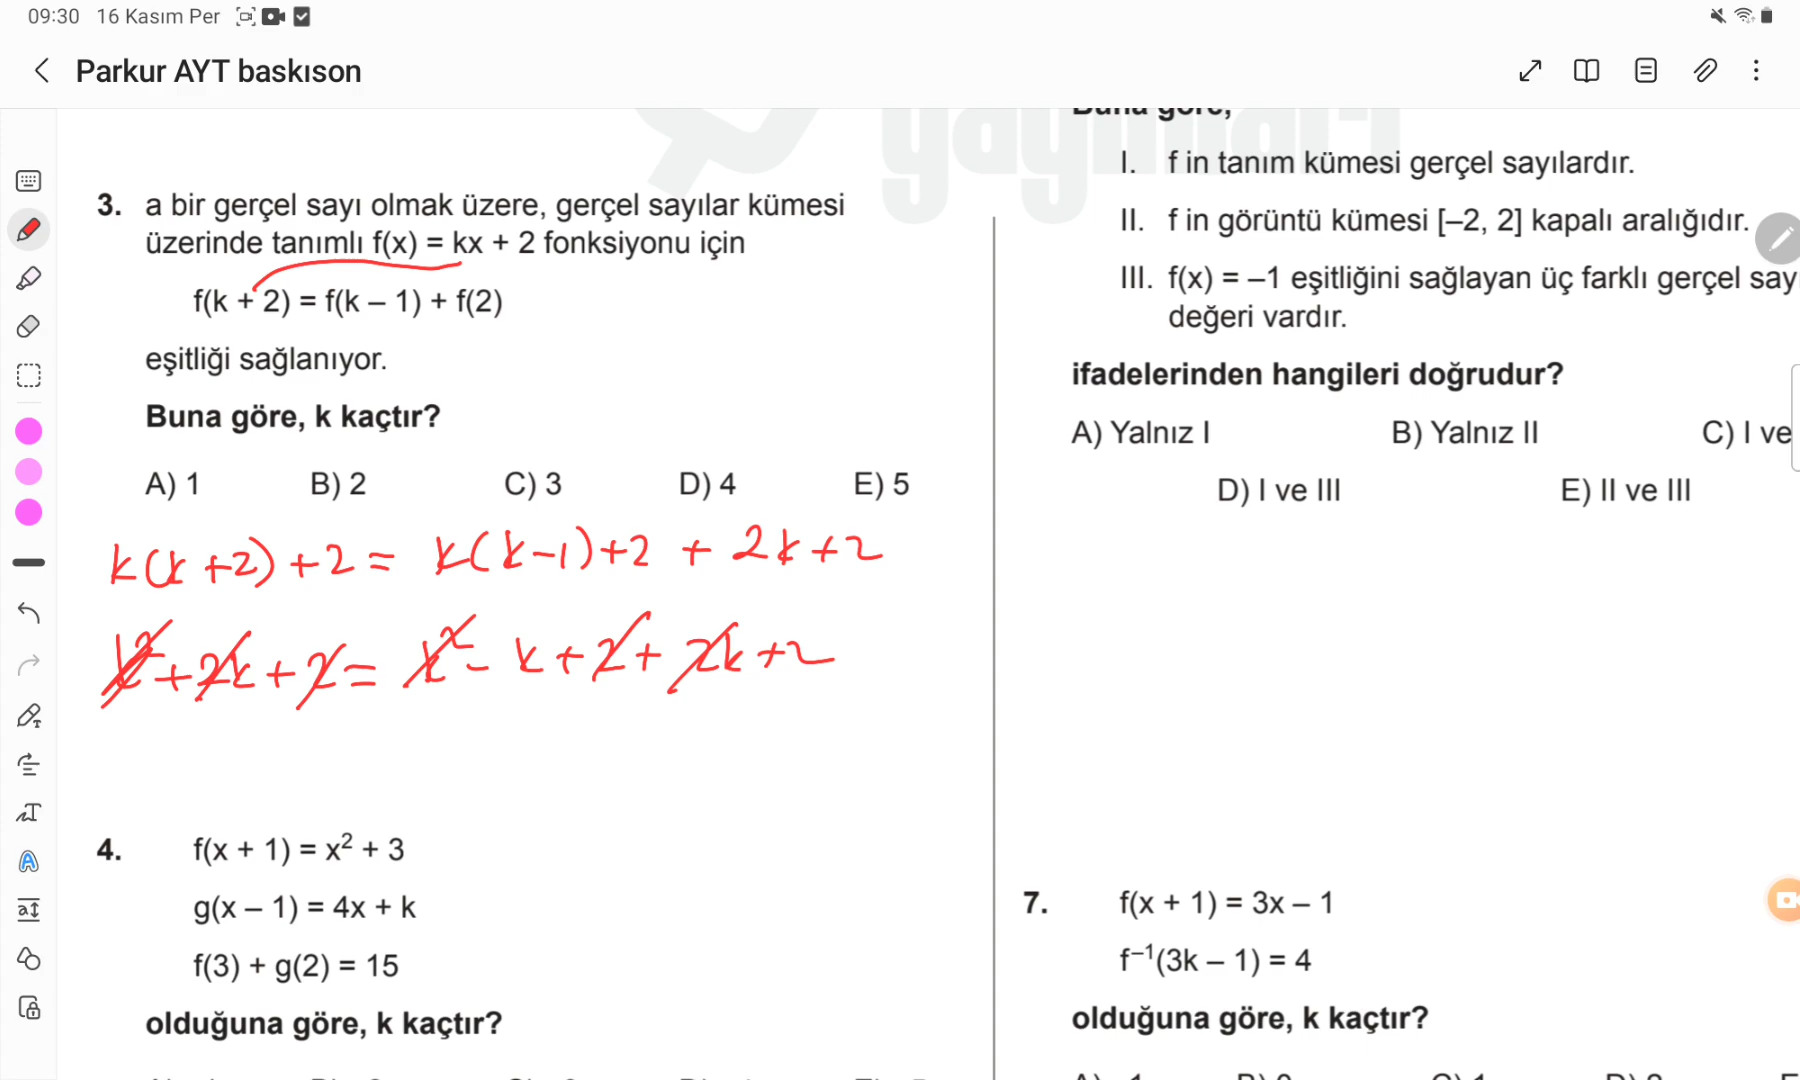 09:30 16 Kasım Per
Parkur AYT baskıson
yayınları
3. a bir gerçel sayı olmak üzere, gerçel sayılar kümesi
üzerinde tanımlı f(x) = kx + 2 fonksiyonu için
f(k + 2) = f(k – 1) + f(2)
eşitliği sağlanıyor.
Buna göre, k kaçtır?
A) 1 B) 2 C) 3 D) 4 E) 5
k(k+2)+2= k(k-1)+2 + 2k+2
k²+2k+2= k²- k+2+ 2k+2
4. f(x + 1) = x² + 3
g(x – 1) = 4x + k
f(3) + g(2) = 15
olduğuna göre, k kaçtır?
Buna göre,
I. f in tanım kümesi gerçel sayılardır.
II. f in görüntü kümesi [–2, 2] kapalı aralığıdır.
III. f(x) = –1 eşitliğini sağlayan üç farklı gerçel say
değeri vardır.
ifadelerinden hangileri doğrudur?
A) Yalnız I B) Yalnız II C) I ve
D) I ve III E) II ve III
7. f(x + 1) = 3x – 1
f⁻¹(3k – 1) = 4
olduğuna göre, k kaçtır?